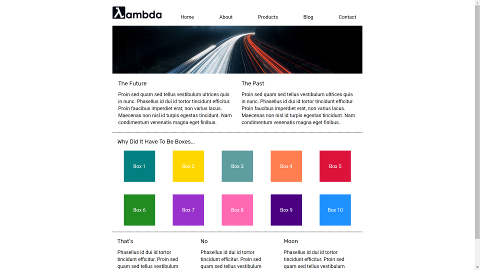 λambda
Home About Products Blog Contact
The Future
Proin sed quam sed tellus vestibulum ultrices quis
in nunc. Phasellus id dui id tortor tincidunt efficitur.
Proin faucibus imperdiet erat, non varius lacus.
Maecenas non nisl id turpis egestas tincidunt. Nam
condimentum venenatis magna eget finibus.
The Past
Proin sed quam sed tellus vestibulum ultrices quis
in nunc. Phasellus id dui id tortor tincidunt efficitur.
Proin faucibus imperdiet erat, non varius lacus.
Maecenas non nisl id turpis egestas tincidunt. Nam
condimentum venenatis magna eget finibus.
Why Did It Have To Be Boxes...
Box 1 Box 2 Box 3 Box 4 Box 5
Box 6 Box 7 Box 8 Box 9 Box 10
That's
Phasellus id dui id tortor
tincidunt efficitur. Proin
sed quam sed tellus vestibulum
No
Phasellus id dui id tortor
tincidunt efficitur. Proin
sed quam sed tellus vestibulum
Moon
Phasellus id dui id tortor
tincidunt efficitur. Proin
sed quam sed tellus vestibulum